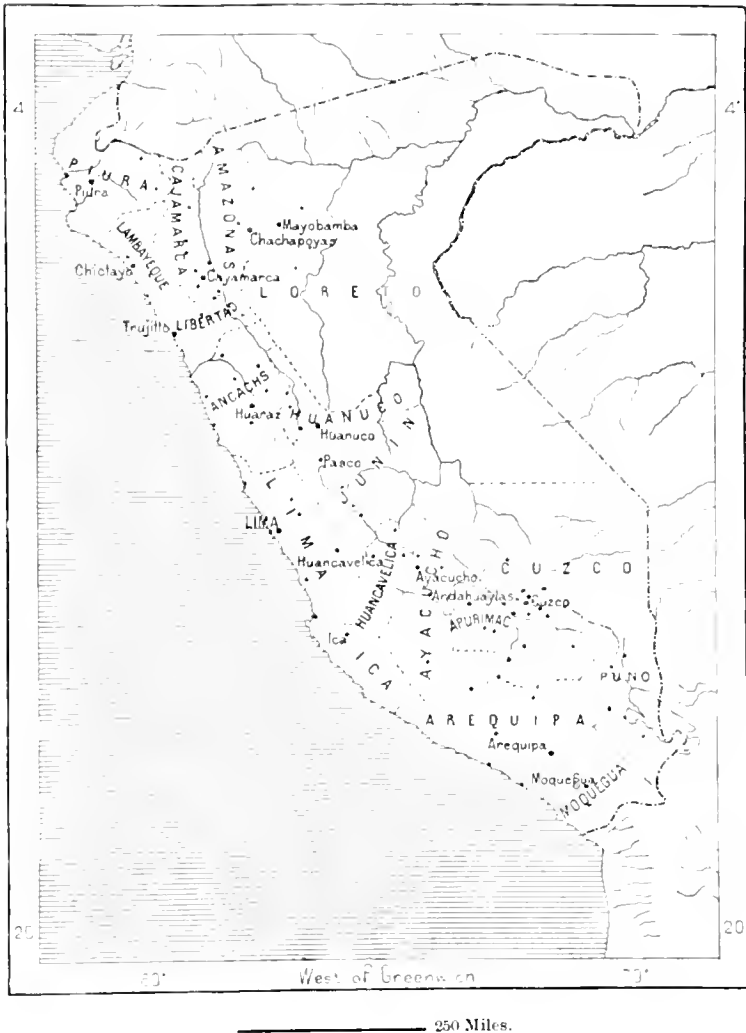 4°
4°
PIURA
Piura
CAJAMARCA
AMAZONAS
Mayobamba
Chachapoyas
LAMBAYEQUE
Chiclayo
Cajamarca
LORETO
Trujillo
LIBERTAD
ANCACHS
Huaraz
HUANUCO
Huanuco
Pasco
JUNIN
LIMA
LIMA
Huancavelica
HUANCAVELICA
AYACUCHO
CUZCO
Ayacucho
Andahuaylas
Cuzco
APURIMAC
Ica
ICA
PUNO
AREQUIPA
Arequipa
Moquegua
MOQUEGUA
20
20
80°
West of Greenwich
70°
250 Miles.